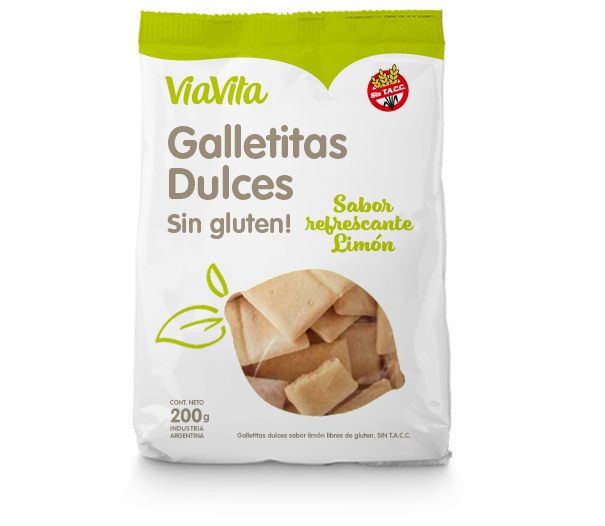 ViaVita
Sin T.A.C.C.
Galletitas
Dulces
Sin gluten!
Sabor
refrescante
Limón
CONT. NETO
200g
INDUSTRIA
ARGENTINA
Galletitas dulces sabor limón libres de gluten. SIN T.A.C.C.